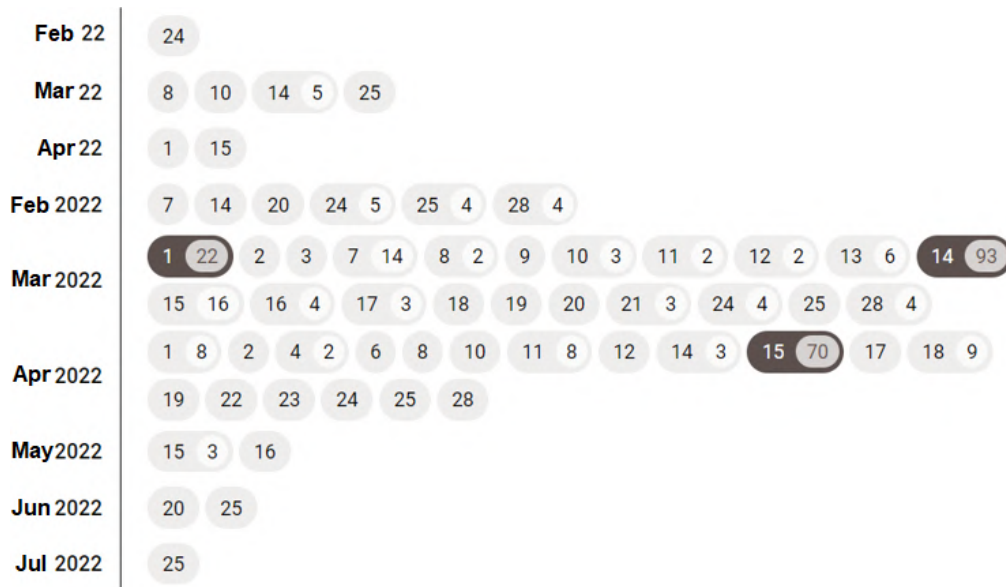 Feb 22 24
Mar 22 8 10 14 5 25
Apr 22 1 15
Feb 2022 7 14 20 24 5 25 4 28 4
Mar 2022 1 22 2 3 7 14 8 2 9 10 3 11 2 12 2 13 6 14 93
15 16 16 4 17 3 18 19 20 21 3 24 4 25 28 4
Apr 2022 1 8 2 4 2 6 8 10 11 8 12 14 3 15 70 17 18 9
19 22 23 24 25 28
May 2022 15 3 16
Jun 2022 20 25
Jul 2022 25